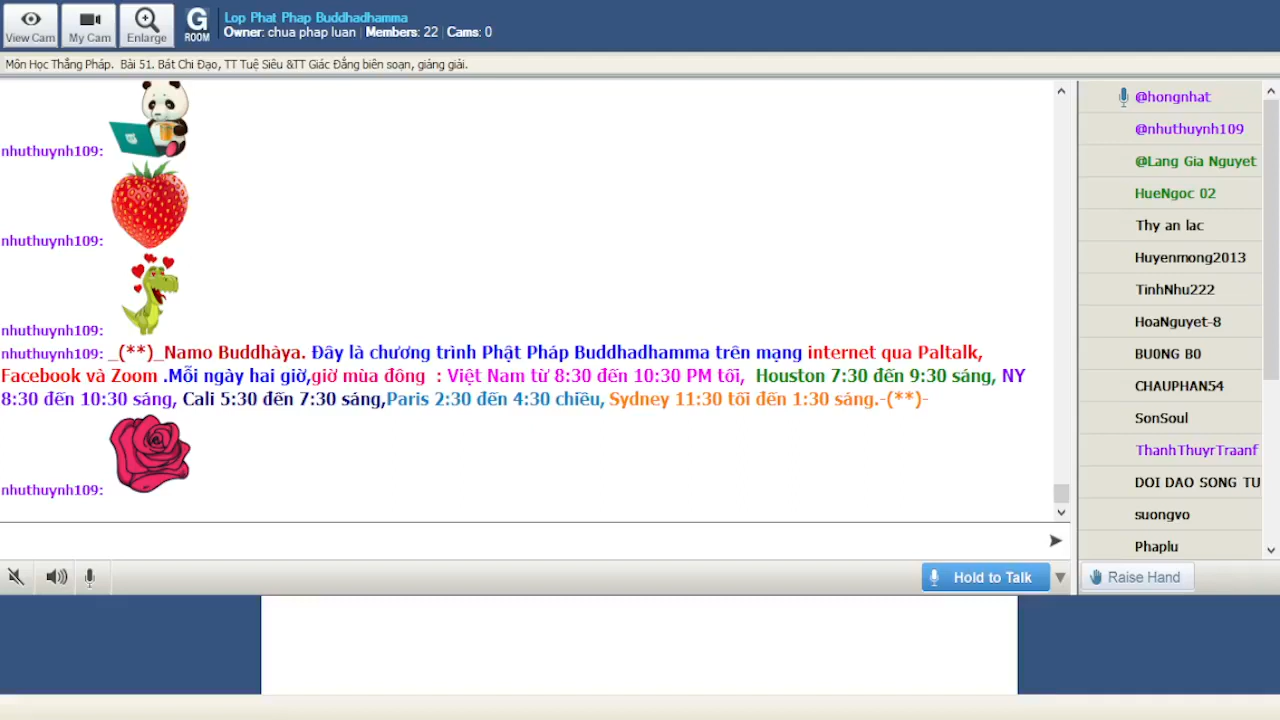 Lop Phat Phap Buddhadhamma
View Cam
My Cam
Enlarge
G
ROOM
Owner: chua phap luan | Members: 22 | Cams: 0
Môn Học Thắng Pháp. Bài 51. Bát Chi Đạo, TT Tuệ Siêu &TT Giác Đẳng biên soạn, giảng giải.
nhuthuynh109:
nhuthuynh109:
nhuthuynh109:
nhuthuynh109: _(**)_Namo Buddhàya. Đây là chương trình Phật Pháp Buddhadhamma trên mạng internet qua Paltalk,
Facebook và Zoom .Mỗi ngày hai giờ,giờ mùa đông : Việt Nam từ 8:30 đến 10:30 PM tối, Houston 7:30 đến 9:30 sáng, NY
8:30 đến 10:30 sáng, Cali 5:30 đến 7:30 sáng,Paris 2:30 đến 4:30 chiều, Sydney 11:30 tối đến 1:30 sáng.-(**)-
nhuthuynh109:
@hongnhat
@nhuthuynh109
@Lang Gia Nguyet
HueNgoc 02
Thy an lac
Huyenmong2013
TinhNhu222
HoaNguyet-8
BU0NG B0
CHAUPHAN54
SonSoul
ThanhThuyrTraanf
DOI DAO SONG TU
suongvo
Phaplu
Hold to Talk
Raise Hand